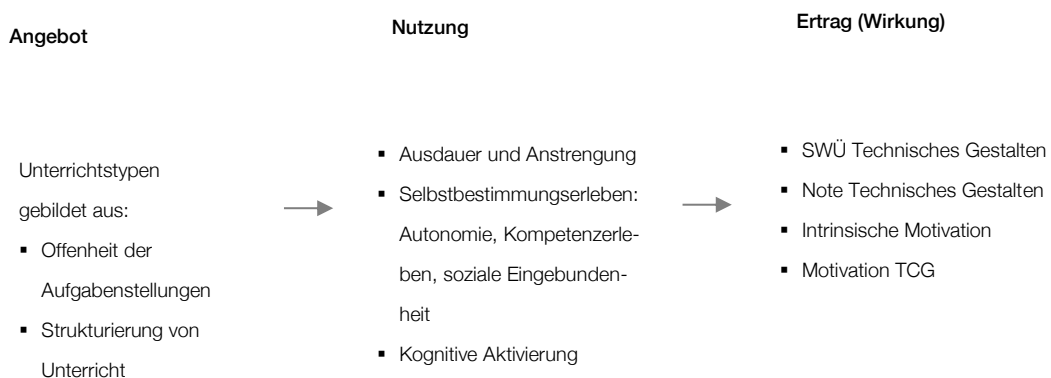 Angebot
Nutzung
Ertrag (Wirkung)
Unterrichtstypen
gebildet aus:
▪ Offenheit der
Aufgabenstellungen
▪ Strukturierung von
Unterricht
▪ Ausdauer und Anstrengung
▪ Selbstbestimmungserleben:
Autonomie, Kompetenzerle-
ben, soziale Eingebunden-
heit
▪ Kognitive Aktivierung
▪ SWÜ Technisches Gestalten
▪ Note Technisches Gestalten
▪ Intrinsische Motivation
▪ Motivation TCG